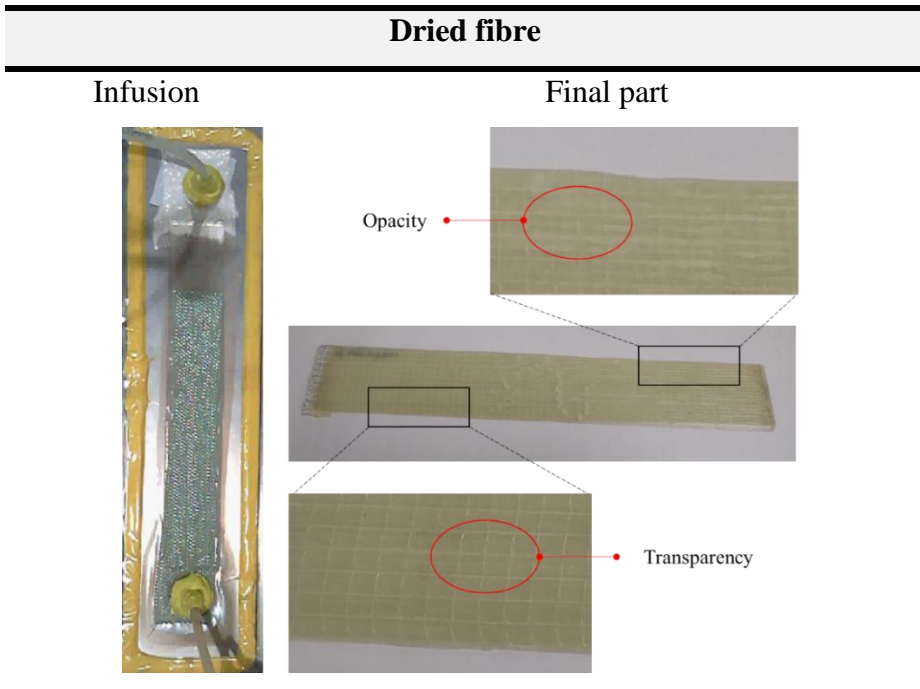 Dried fibre
Infusion
Final part
Opacity
Transparency